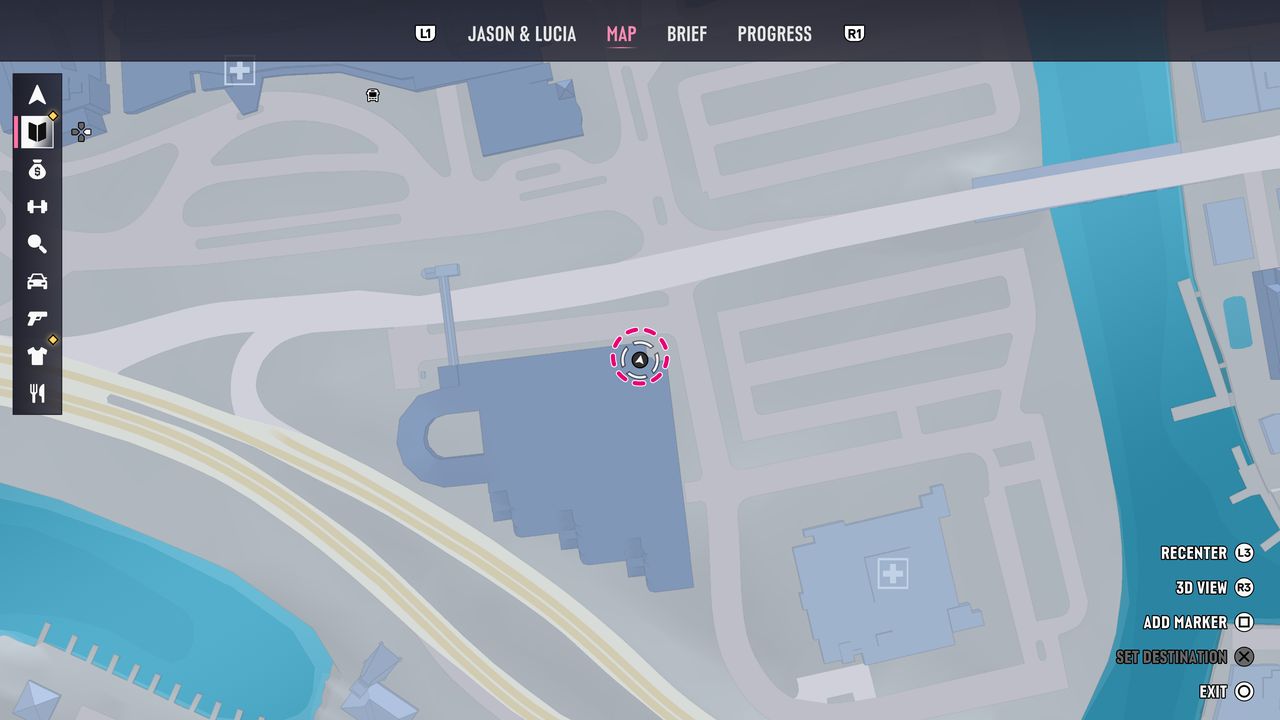 L1 JASON & LUCIA MAP BRIEF PROGRESS R1
$
RECENTER L3
3D VIEW R3
ADD MARKER
SET DESTINATION
EXIT